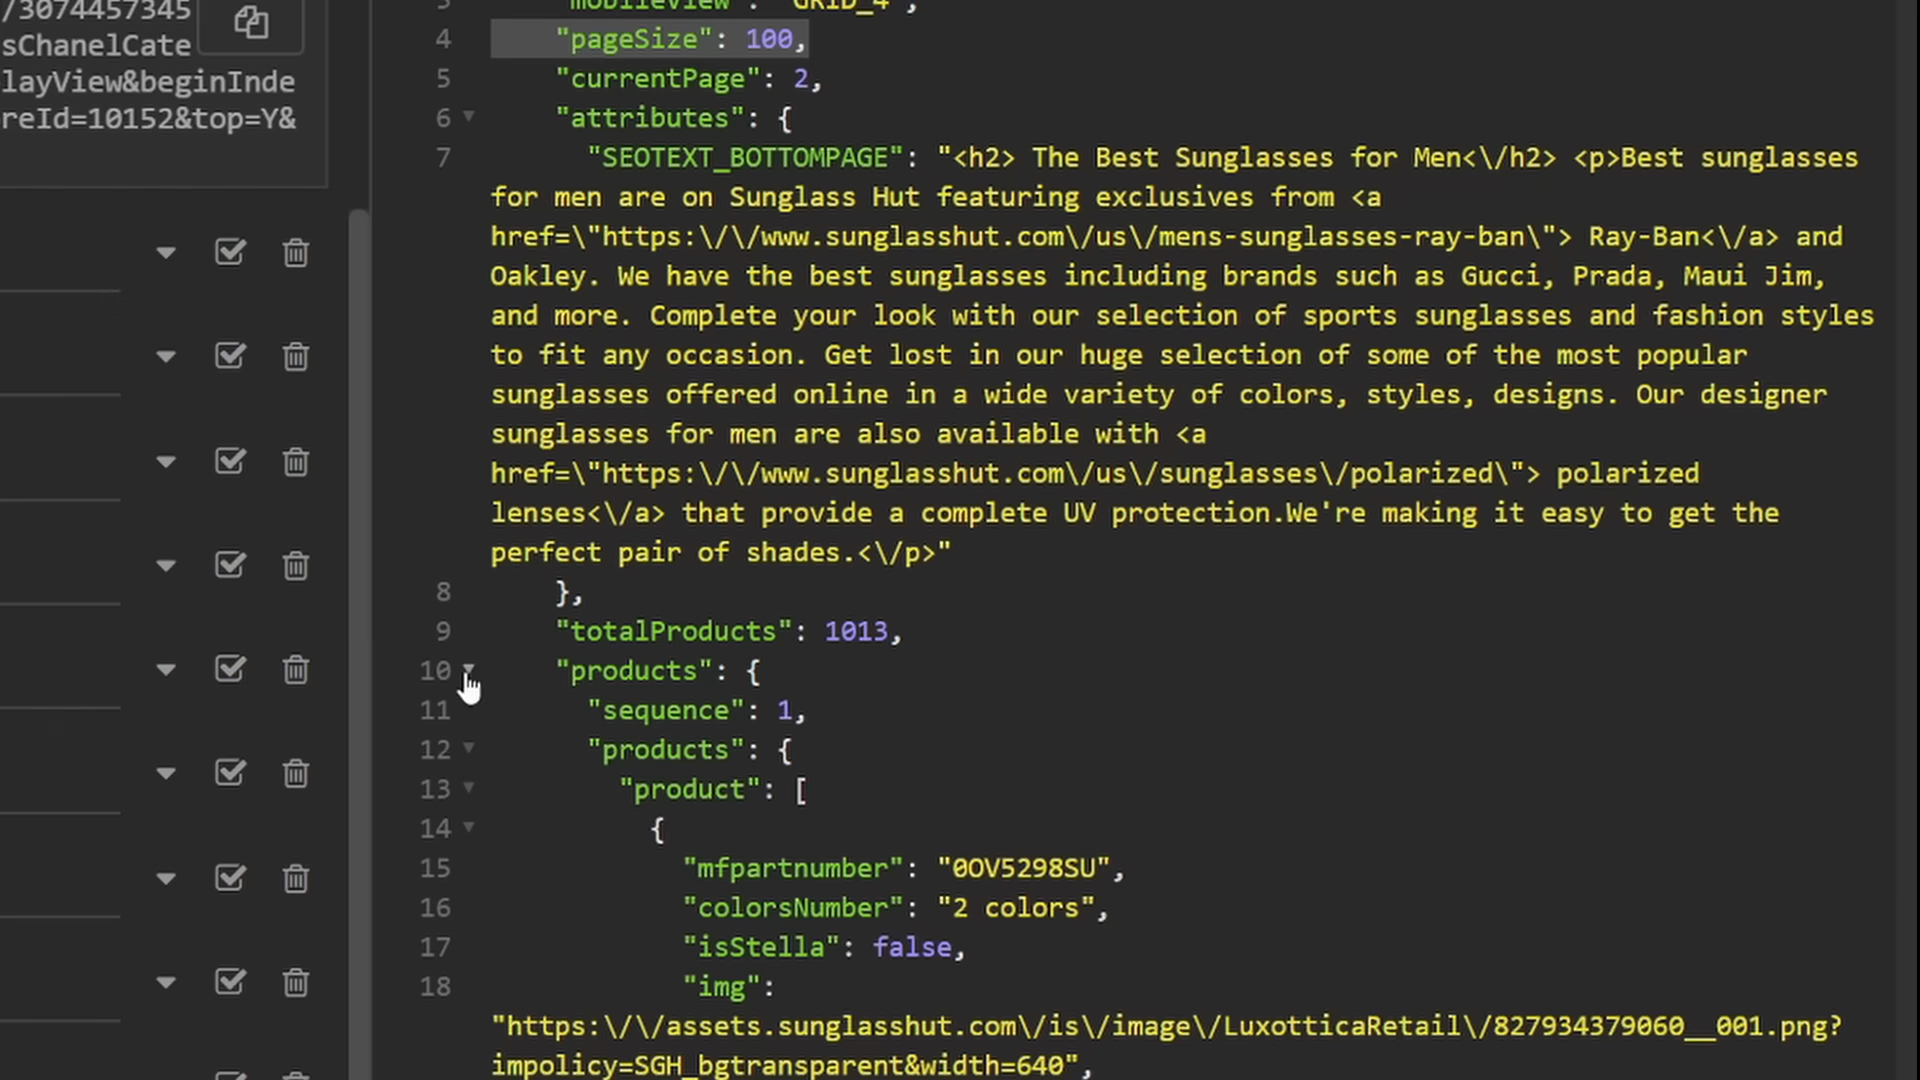 /3074457345
sChanelCate
layView&beginInde
reId=10152&top=Y&
3 "mobileView" "GRID_4",
4 "pageSize": 100,
5 "currentPage": 2,
6 "attributes": {
7 "SEOTEXT_BOTTOMPAGE": "<h2> The Best Sunglasses for Men<\/h2> <p>Best sunglasses
for men are on Sunglass Hut featuring exclusives from <a
href=\"https:\/\/www.sunglasshut.com\/us\/mens-sunglasses-ray-ban\"> Ray-Ban<\/a> and
Oakley. We have the best sunglasses including brands such as Gucci, Prada, Maui Jim,
and more. Complete your look with our selection of sports sunglasses and fashion styles
to fit any occasion. Get lost in our huge selection of some of the most popular
sunglasses offered online in a wide variety of colors, styles, designs. Our designer
sunglasses for men are also available with <a
href=\"https:\/\/www.sunglasshut.com\/us\/sunglasses\/polarized\"> polarized
lenses<\/a> that provide a complete UV protection.We're making it easy to get the
perfect pair of shades.<\/p>"
8 },
9 "totalProducts": 1013,
10 "products": {
11 "sequence": 1,
12 "products": {
13 "product": [
14 {
15 "mfpartnumber": "0OV5298SU",
16 "colorsNumber": "2 colors",
17 "isStella": false,
18 "img":
"https:\/\/assets.sunglasshut.com\/is\/image\/LuxotticaRetail\/827934379060__001.png?
impolicy=SGH_bgtransparent&width=640",